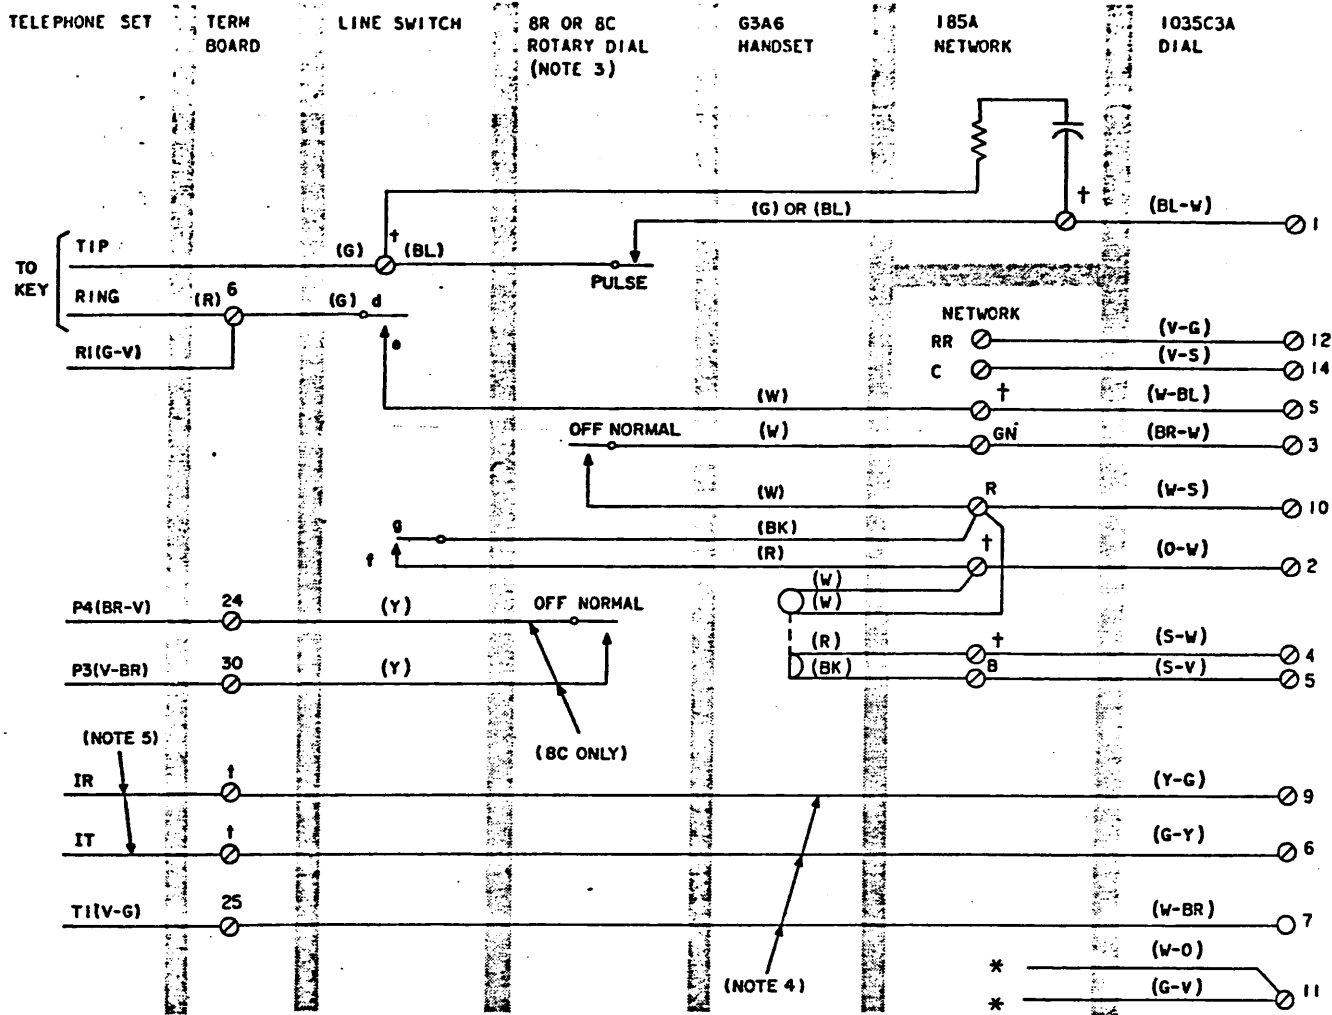 TELEPHONE SET
TERM
BOARD
LINE SWITCH
8R OR 8C
ROTARY DIAL
(NOTE 3)
G3A6
HANDSET
185A
NETWORK
1035C3A
DIAL
†
(G) OR (BL)
(BL-W)
1
TO
KEY
TIP
(G)
†
(BL)
PULSE
RING
(R)
6
(G)
d
e
R1(G-V)
NETWORK
RR
(V-G)
12
C
(V-S)
14
(W)
†
(W-BL)
S
OFF NORMAL
(W)
GN
(BR-W)
3
(W)
R
(W-S)
10
g
(BK)
f
(R)
†
(O-W)
2
(W)
(W)
P4(BR-V)
24
(Y)
OFF NORMAL
(R)
†
(S-W)
4
P3(V-BR)
30
(Y)
(BK)
B
(S-V)
5
(8C ONLY)
(NOTE 5)
IR
†
(Y-G)
9
IT
†
(G-Y)
6
T1(V-G)
25
(W-BR)
7
(NOTE 4)
*
(W-O)
*
(G-V)
11